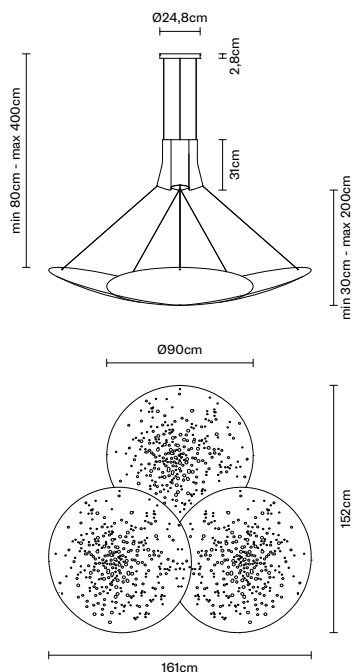 Ø24,8cm
2,8cm
31cm
min 80cm - max 400cm
min 30cm - max 200cm
Ø90cm
152cm
161cm